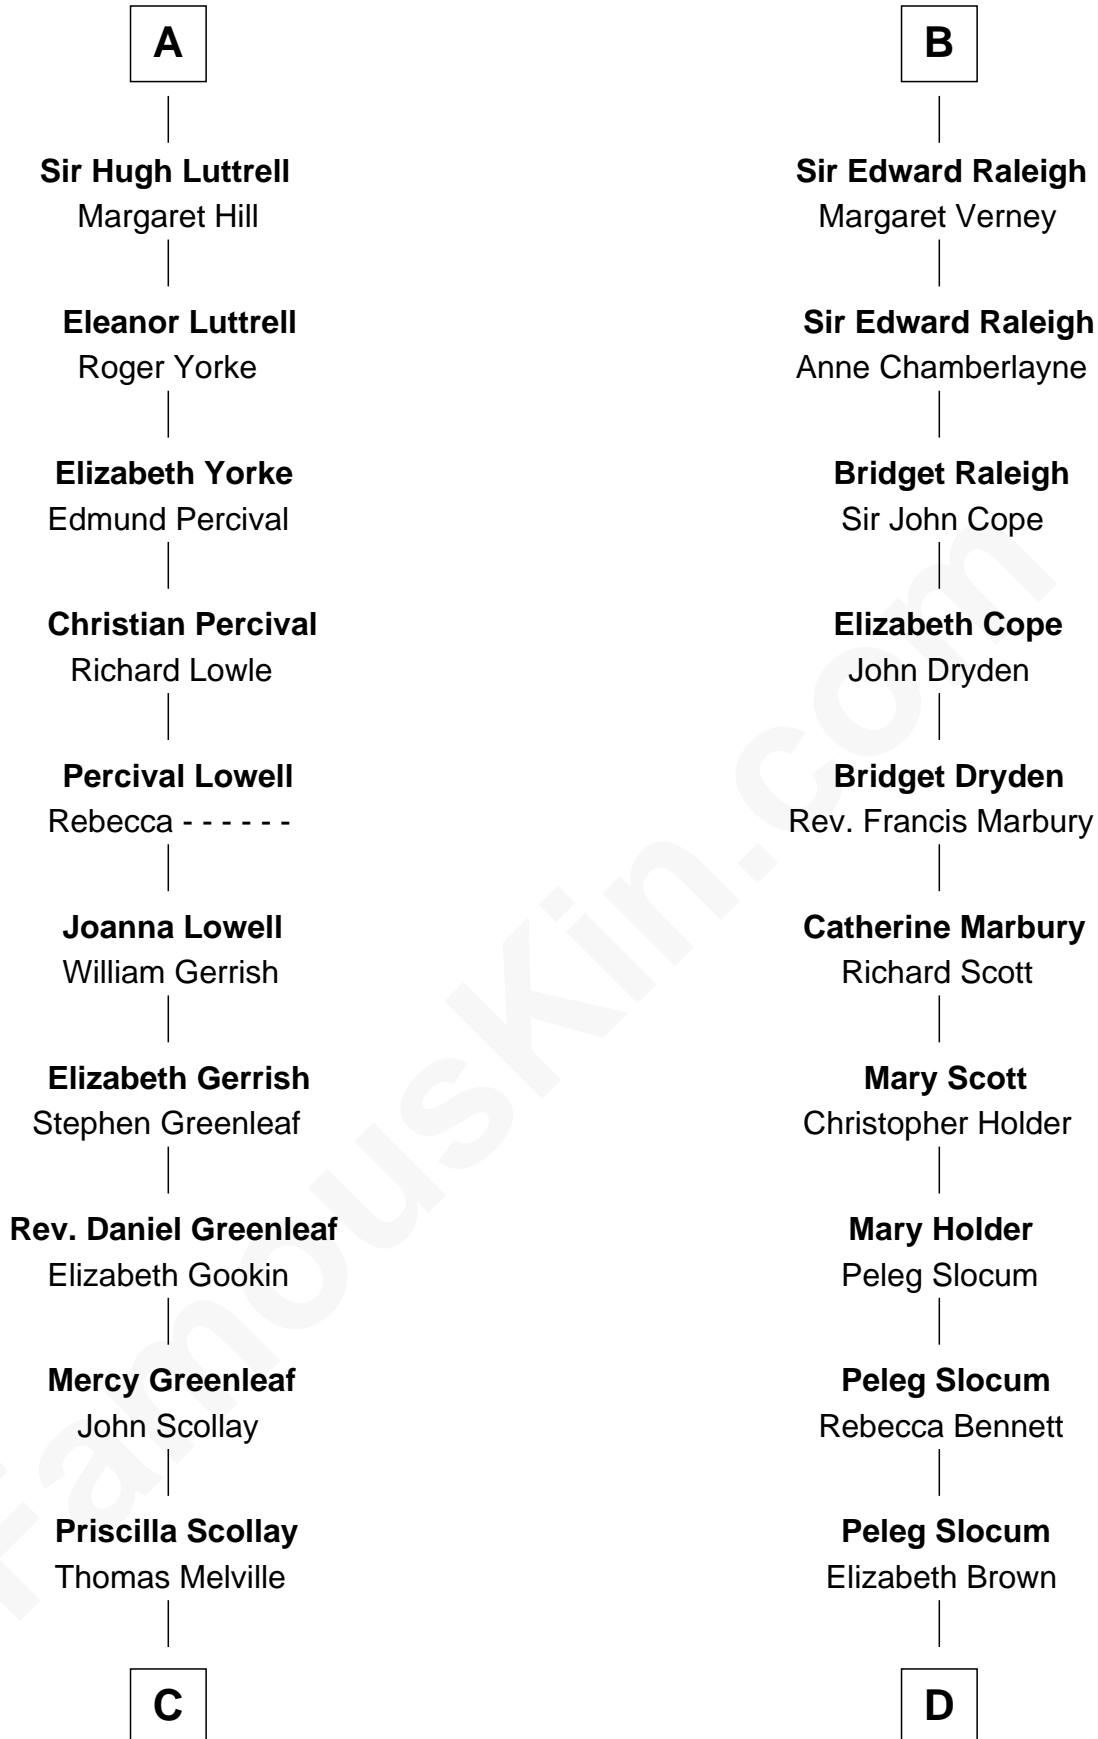 A
Sir Hugh Luttrell
Margaret Hill
Eleanor Luttrell
Roger Yorke
Elizabeth Yorke
Edmund Percival
Christian Percival
Richard Lowle
Percival Lowell
Rebecca - - - - - -
Joanna Lowell
William Gerrish
Elizabeth Gerrish
Stephen Greenleaf
Rev. Daniel Greenleaf
Elizabeth Gookin
Mercy Greenleaf
John Scollay
Priscilla Scollay
Thomas Melville
C
B
Sir Edward Raleigh
Margaret Verney
Sir Edward Raleigh
Anne Chamberlayne
Bridget Raleigh
Sir John Cope
Elizabeth Cope
John Dryden
Bridget Dryden
Rev. Francis Marbury
Catherine Marbury
Richard Scott
Mary Scott
Christopher Holder
Mary Holder
Peleg Slocum
Peleg Slocum
Rebecca Bennett
Peleg Slocum
Elizabeth Brown
D
FamousKin.com